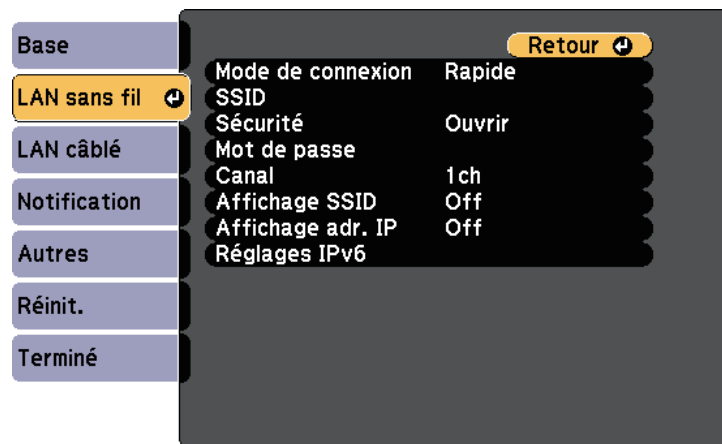 Base
LAN sans fil
LAN câblé
Notification
Autres
Réinit.
Terminé
Retour
Mode de connexion Rapide
SSID
Sécurité Ouvrir
Mot de passe
Canal 1ch
Affichage SSID Off
Affichage adr. IP Off
Réglages IPv6